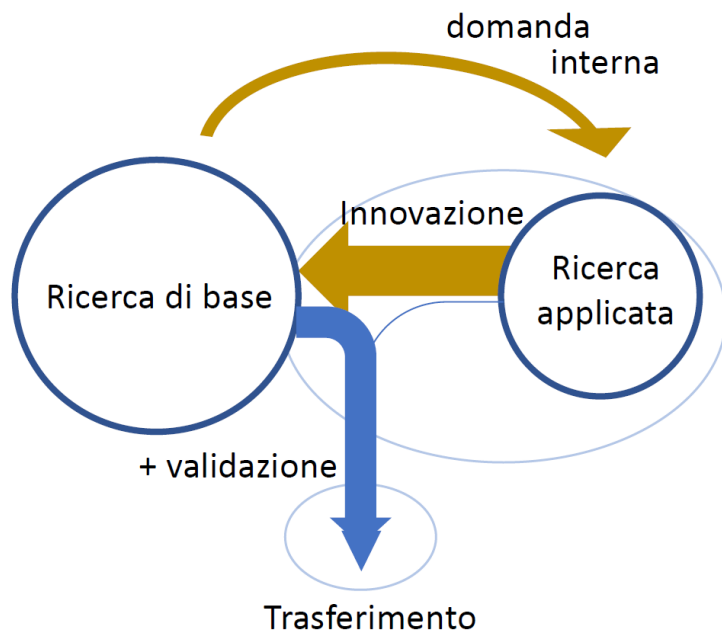 domanda
interna
Innovazione
Ricerca di base
Ricerca
applicata
+ validazione
Trasferimento